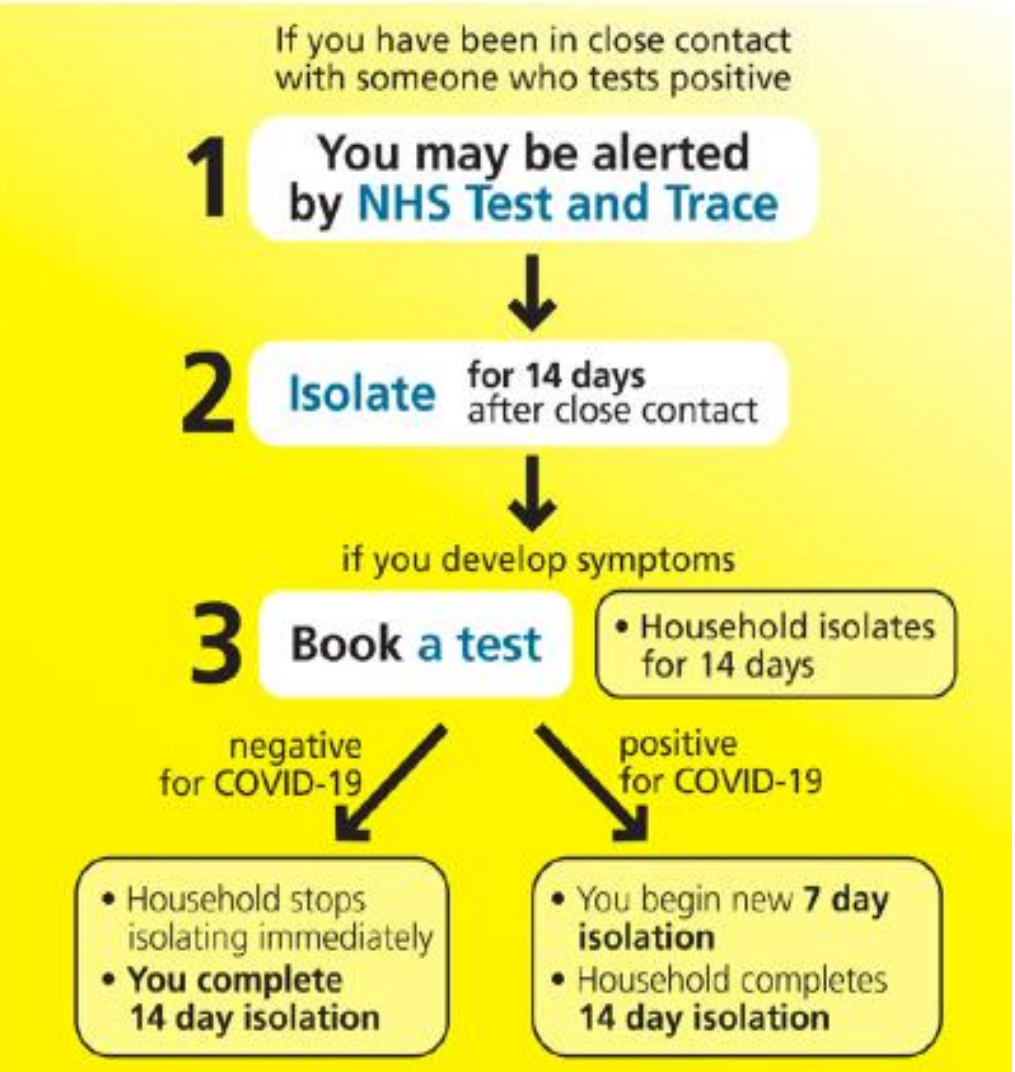 If you have been in close contact
with someone who tests positive
1
You may be alerted
by NHS Test and Trace
2
Isolate
for 14 days
after close contact
if you develop symptoms
3
Book a test
• Household isolates
for 14 days
negative
for COVID-19
positive
for COVID-19
• Household stops
isolating immediately
• You complete
14 day isolation
• You begin new 7 day
isolation
• Household completes
14 day isolation